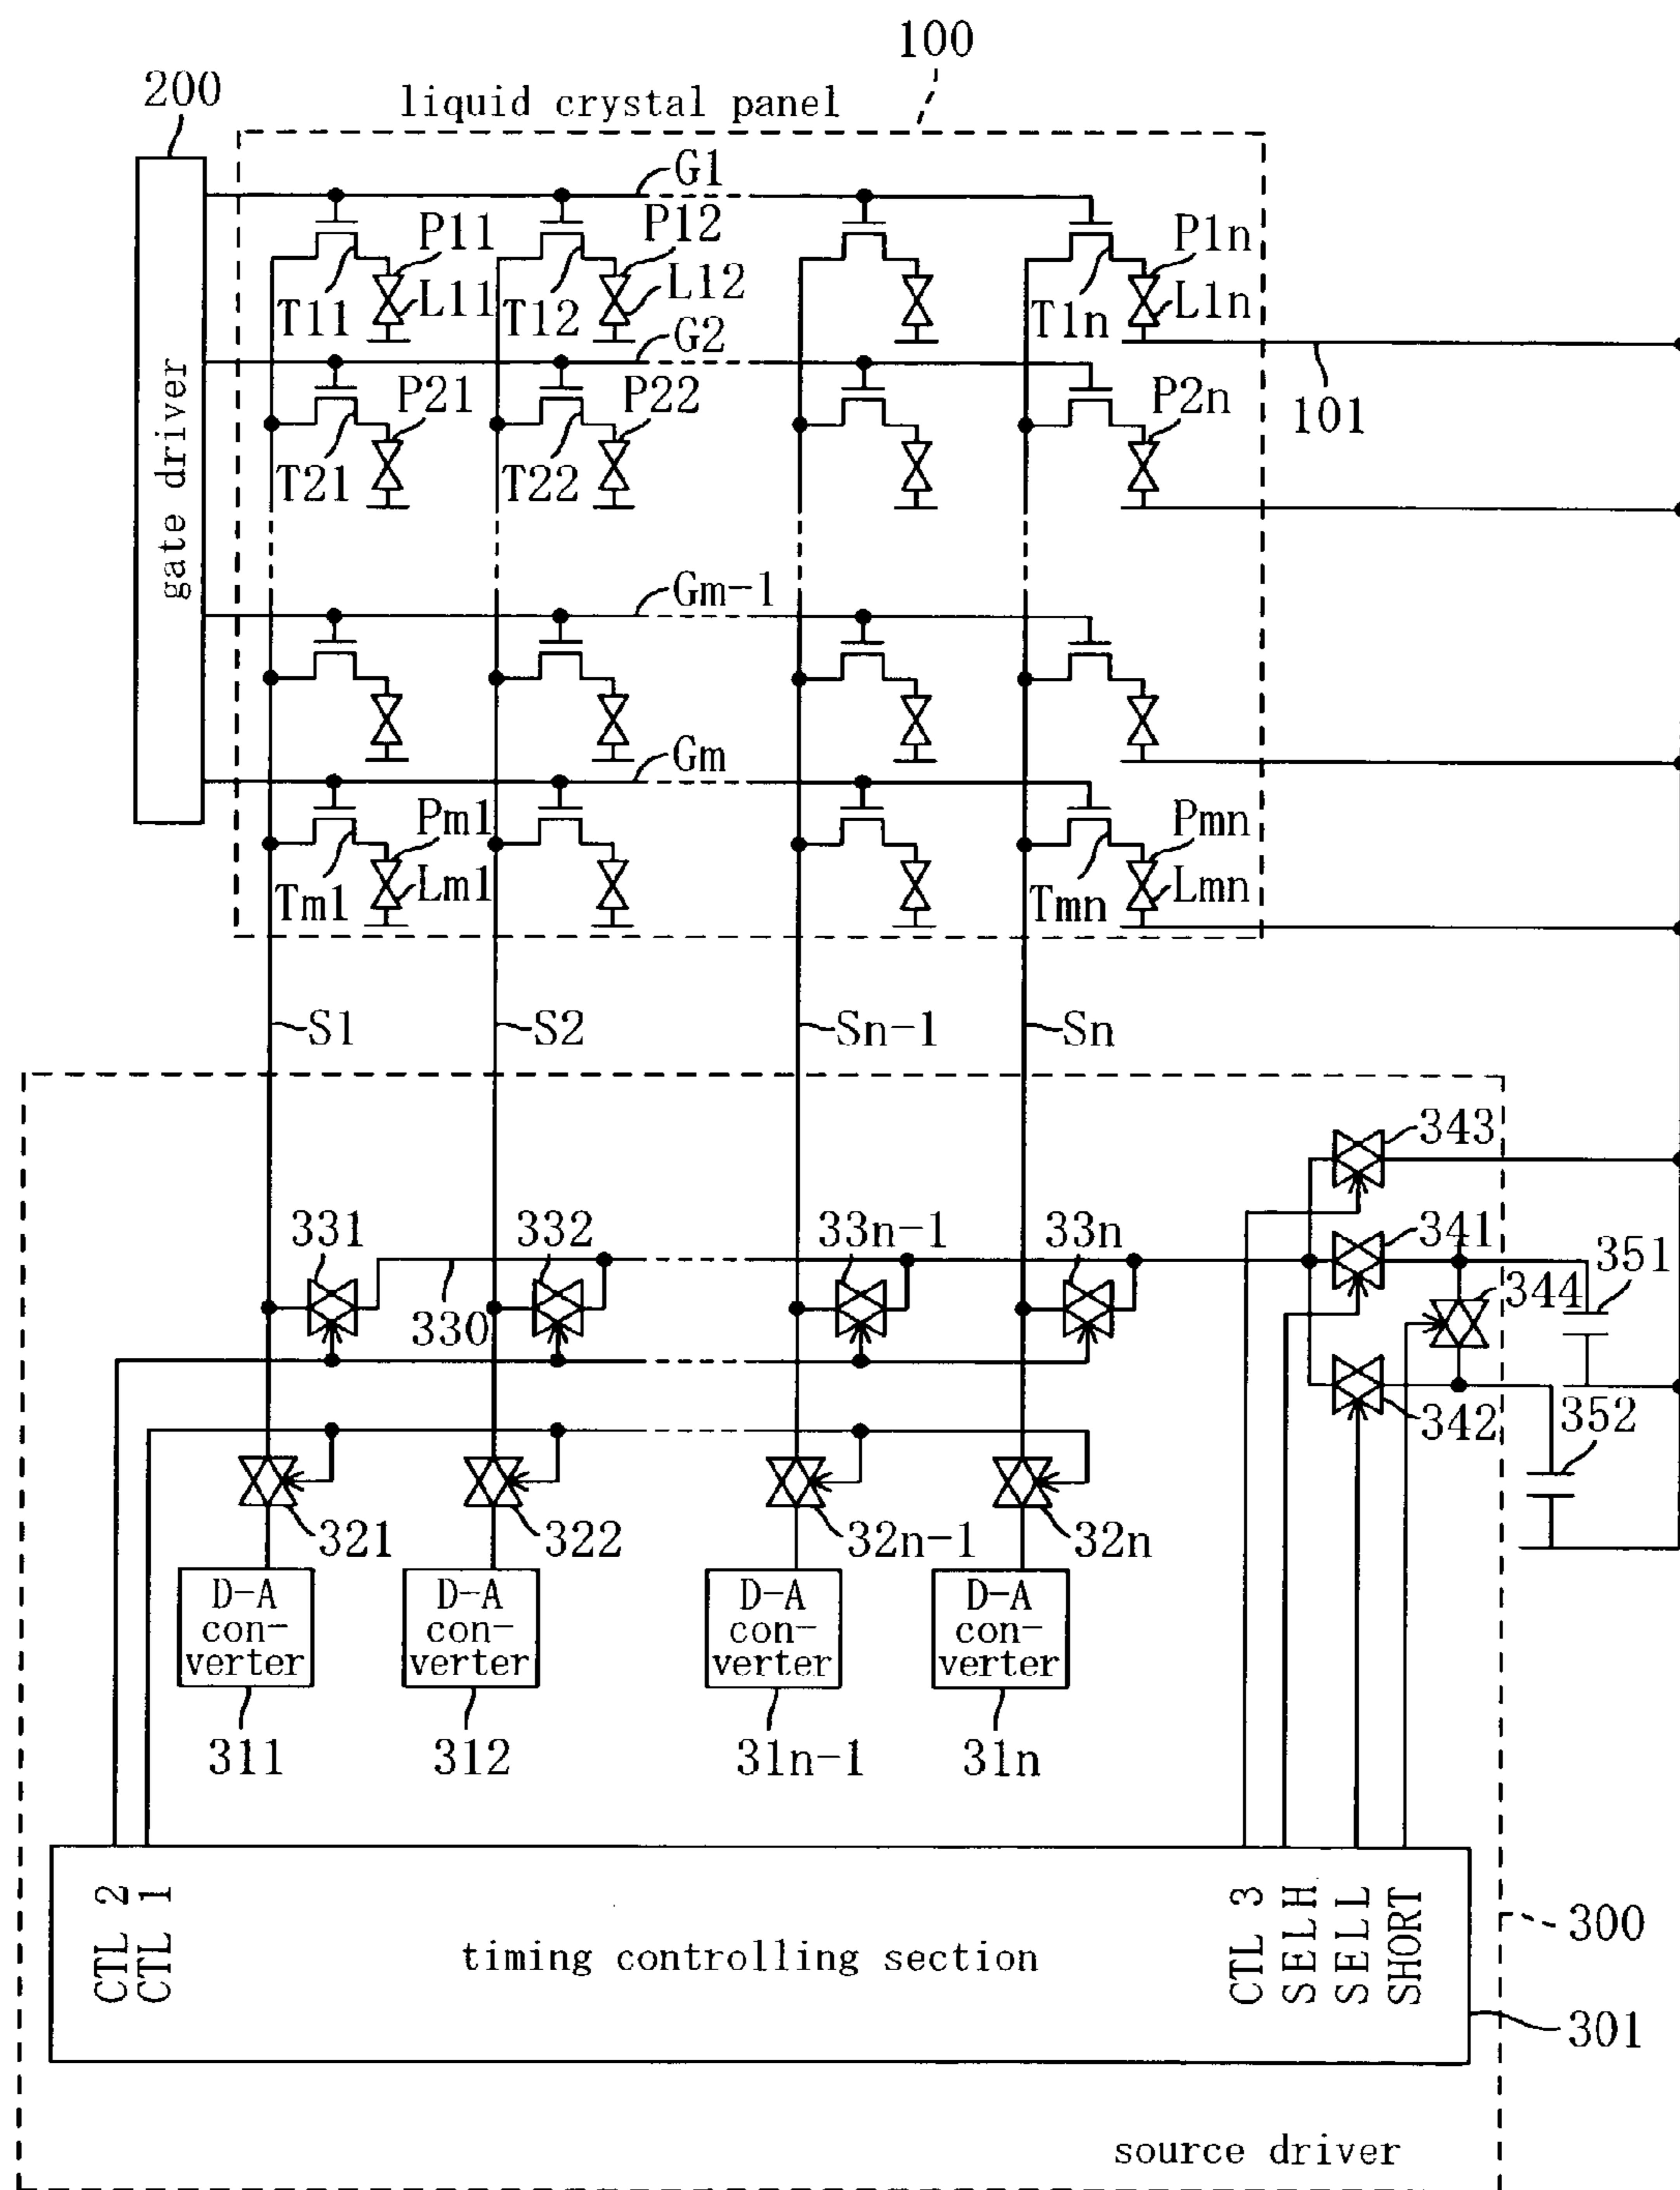 100
200
liquid crystal panel
G1
P11
P12
P1n
L11
L12
L1n
T11
T12
T1n
G2
101
P21
P22
P2n
T21
T22
gate driver
Gm-1
Gm
Pm1
Pmn
Lm1
Lmn
Tm1
Tmn
S1
S2
Sn-1
Sn
343
331
332
33n-1
33n
341
351
344
330
342
352
321
322
32n-1
32n
D-A
con-
verter
D-A
con-
verter
D-A
con-
verter
D-A
con-
verter
311
312
31n-1
31n
CTL 2
CTL 1
timing controlling section
CTL 3
SELH
SELL
SHORT
300
301
source driver